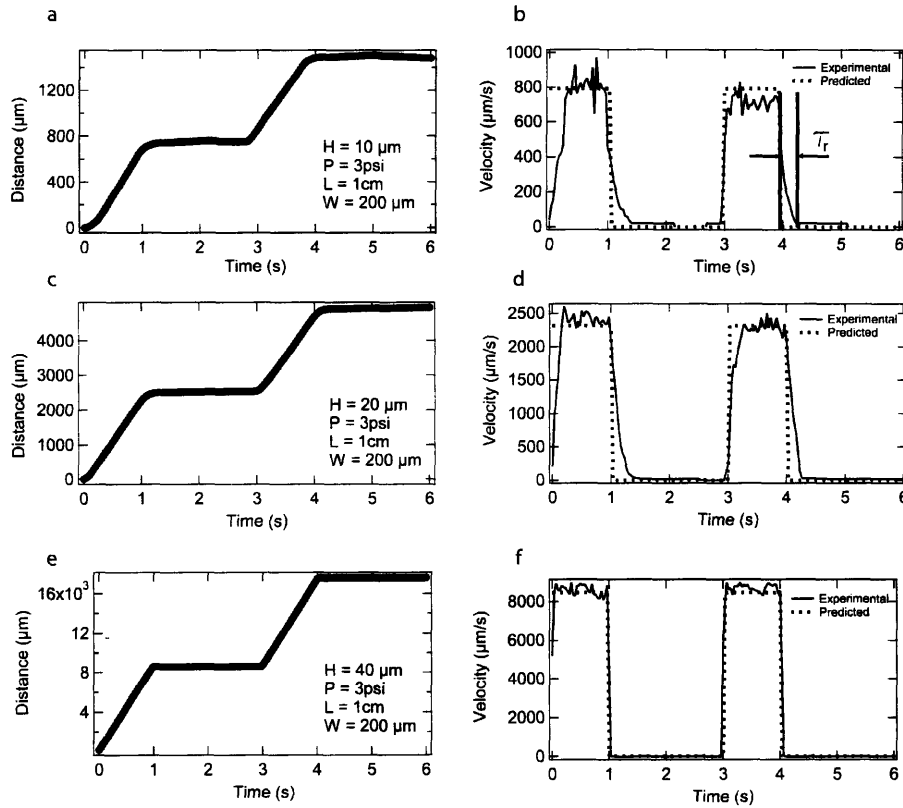 a
Distance (µm)
1200
800
400
0
0 1 2 3 4 5 6
Time (s)
H = 10 µm
P = 3psi
L = 1cm
W = 200 µm
b
Velocity (µm/s)
1000
800
600
400
200
0
0 1 2 3 4 5 6
Time (s)
Experimental
Predicted
c
Distance (µm)
4000
3000
2000
1000
0
0 1 2 3 4 5 6
Time (s)
H = 20 µm
P = 3psi
L = 1cm
W = 200 µm
d
Velocity (µm/s)
2500
2000
1500
1000
500
0
0 1 2 3 4 5 6
Time (s)
Experimental
Predicted
e
Distance (µm)
16x10³
12
8
4
0 1 2 3 4 5 6
Time (s)
H = 40 µm
P = 3psi
L = 1cm
W = 200 µm
f
Velocity (µm/s)
8000
6000
4000
2000
0
0 1 2 3 4 5 6
Time (s)
Experimental
Predicted